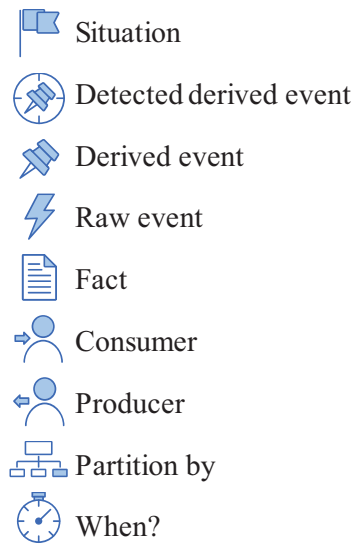 Situation
Detected derived event
Derived event
Raw event
Fact
Consumer
Producer
Partition by
When?